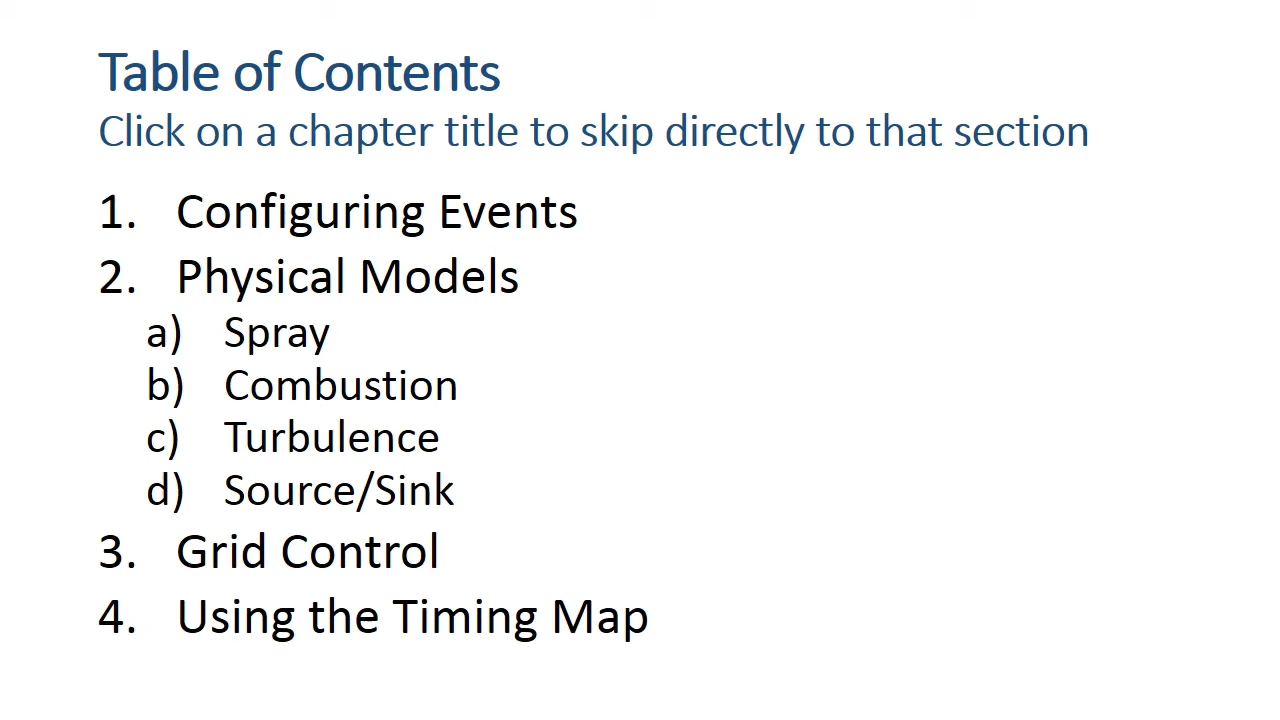 Table of Contents
Click on a chapter title to skip directly to that section
1. Configuring Events
2. Physical Models
a) Spray
b) Combustion
c) Turbulence
d) Source/Sink
3. Grid Control
4. Using the Timing Map